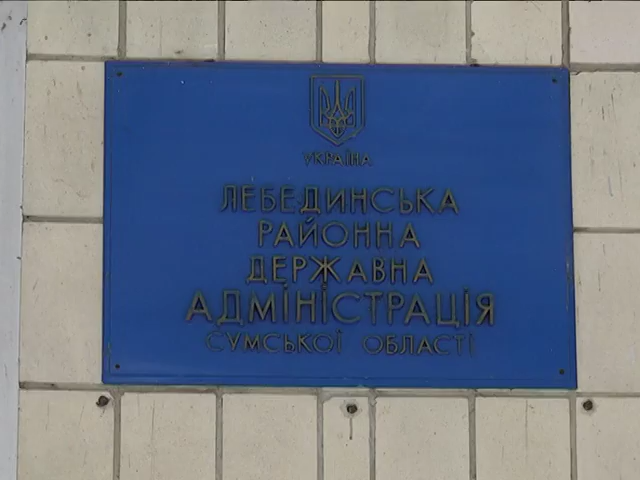 УКРАЇНА
ЛЕБЕДИНСЬКА
РАЙОННА
ДЕРЖАВНА
АДМІНІСТРАЦІЯ
СУМСЬКОЇ ОБЛАСТІ